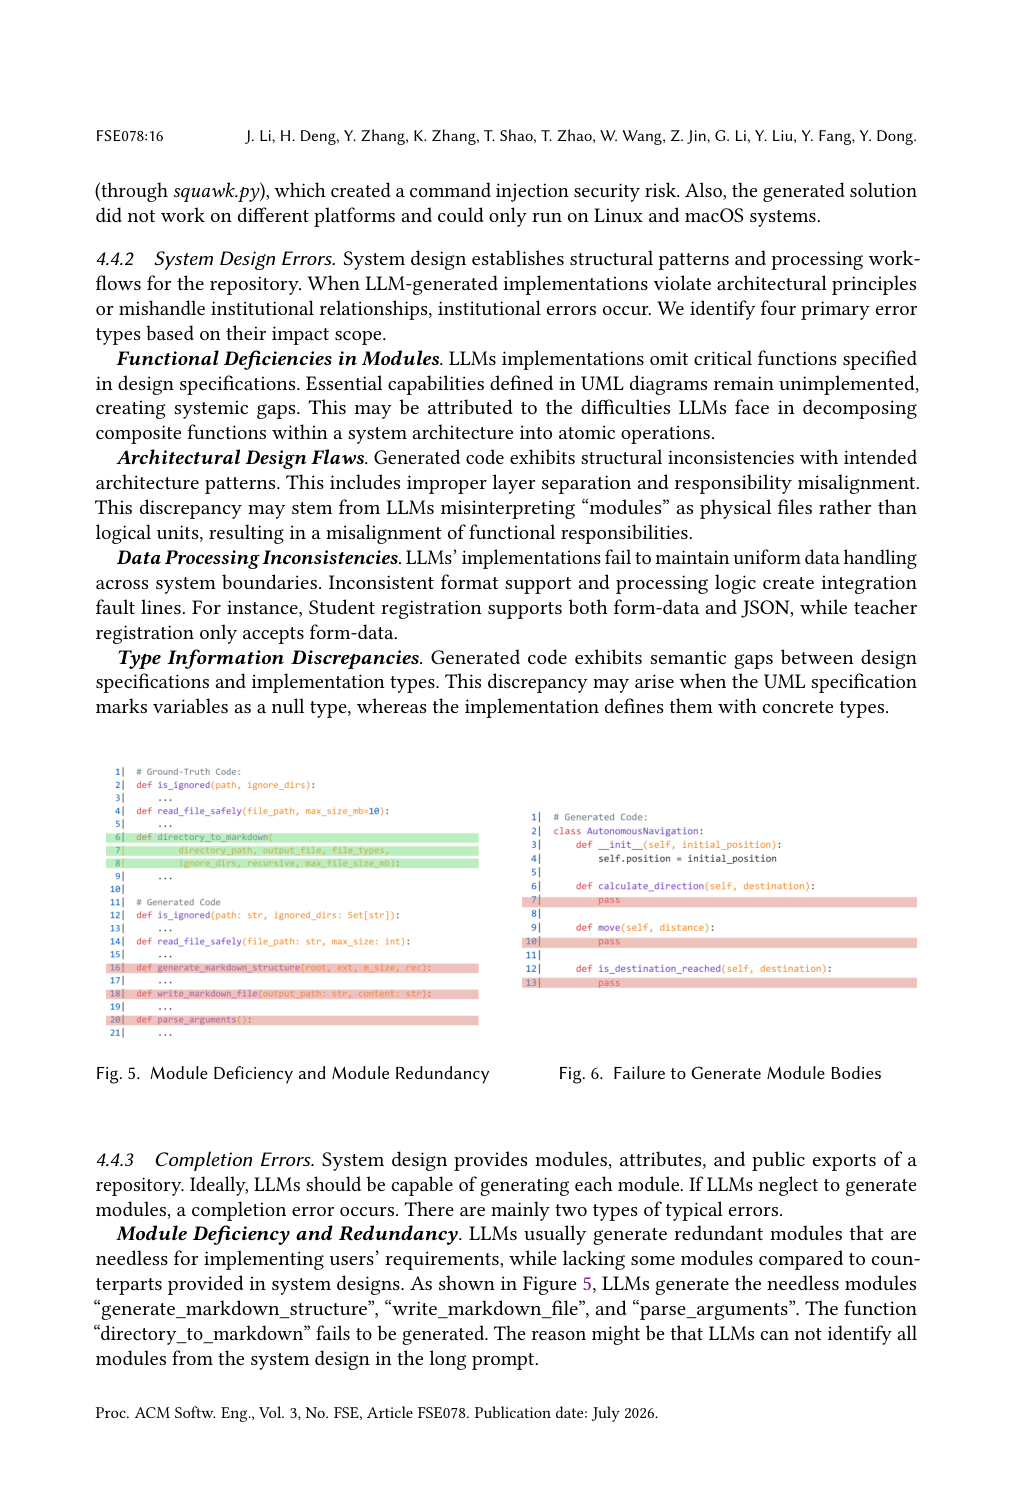 FSE078:16 J. Li, H. Deng, Y. Zhang, K. Zhang, T. Shao, T. Zhao, W. Wang, Z. Jin, G. Li, Y. Liu, Y. Fang, Y. Dong.
(through squawk.py), which created a command injection security risk. Also, the generated solution
did not work on different platforms and could only run on Linux and macOS systems.
4.4.2 System Design Errors. System design establishes structural patterns and processing work-
flows for the repository. When LLM-generated implementations violate architectural principles
or mishandle institutional relationships, institutional errors occur. We identify four primary error
types based on their impact scope.
Functional Deficiencies in Modules. LLMs implementations omit critical functions specified
in design specifications. Essential capabilities defined in UML diagrams remain unimplemented,
creating systemic gaps. This may be attributed to the difficulties LLMs face in decomposing
composite functions within a system architecture into atomic operations.
Architectural Design Flaws. Generated code exhibits structural inconsistencies with intended
architecture patterns. This includes improper layer separation and responsibility misalignment.
This discrepancy may stem from LLMs misinterpreting “modules” as physical files rather than
logical units, resulting in a misalignment of functional responsibilities.
Data Processing Inconsistencies. LLMs’ implementations fail to maintain uniform data handling
across system boundaries. Inconsistent format support and processing logic create integration
fault lines. For instance, Student registration supports both form-data and JSON, while teacher
registration only accepts form-data.
Type Information Discrepancies. Generated code exhibits semantic gaps between design
specifications and implementation types. This discrepancy may arise when the UML specification
marks variables as a null type, whereas the implementation defines them with concrete types.
1| # Ground-Truth Code:
2| def is_ignored(path, ignore_dirs):
3| ...
4| def read_file_safely(file_path, max_size_mb=10):
5| ...
6| def directory_to_markdown(
7| directory_path, output_file, file_types,
8| ignore_dirs, recursive, max_file_size_mb):
9| ...
10|
11| # Generated Code
12| def is_ignored(path: str, ignored_dirs: Set[str]):
13| ...
14| def read_file_safely(file_path: str, max_size: int):
15| ...
16| def generate_markdown_structure(root, ext, m_size, rec):
17| ...
18| def write_markdown_file(output_path: str, content: str):
19| ...
20| def parse_arguments():
21| ...
Fig. 5. Module Deficiency and Module Redundancy
1| # Generated Code:
2| class AutonomousNavigation:
3| def __init__(self, initial_position):
4| self.position = initial_position
5|
6| def calculate_direction(self, destination):
7| pass
8|
9| def move(self, distance):
10| pass
11|
12| def is_destination_reached(self, destination):
13| pass
Fig. 6. Failure to Generate Module Bodies
4.4.3 Completion Errors. System design provides modules, attributes, and public exports of a
repository. Ideally, LLMs should be capable of generating each module. If LLMs neglect to generate
modules, a completion error occurs. There are mainly two types of typical errors.
Module Deficiency and Redundancy. LLMs usually generate redundant modules that are
needless for implementing users’ requirements, while lacking some modules compared to coun-
terparts provided in system designs. As shown in Figure 5, LLMs generate the needless modules
“generate_markdown_structure”, “write_markdown_file”, and “parse_arguments”. The function
“directory_to_markdown” fails to be generated. The reason might be that LLMs can not identify all
modules from the system design in the long prompt.
Proc. ACM Softw. Eng., Vol. 3, No. FSE, Article FSE078. Publication date: July 2026.